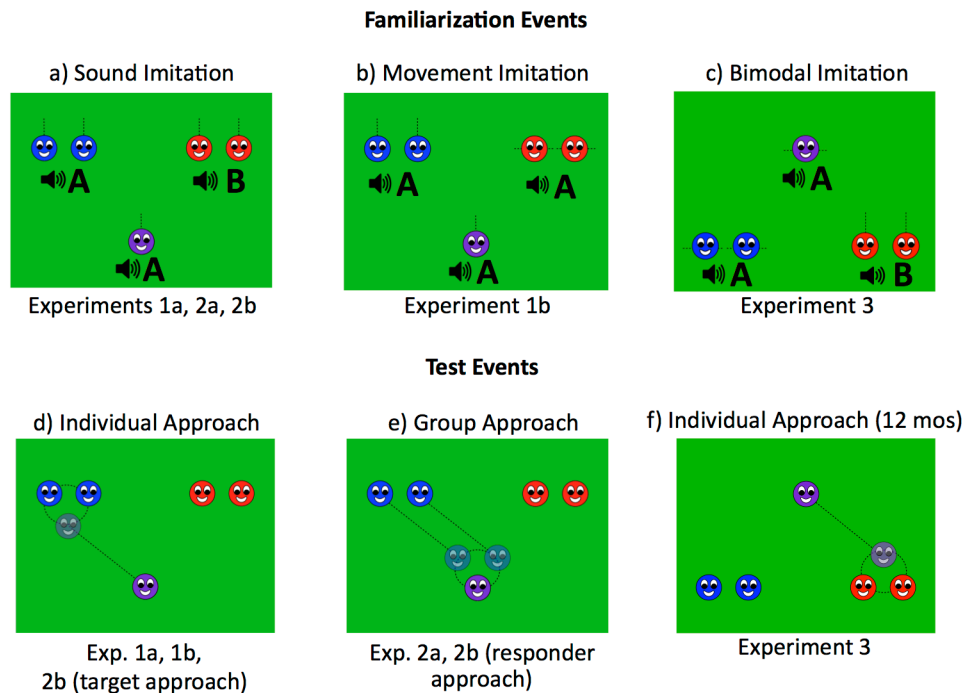 Familiarization Events
a) Sound Imitation
b) Movement Imitation
c) Bimodal Imitation
A
B
A
A
A
A
A
A
B
Experiments 1a, 2a, 2b
Experiment 1b
Experiment 3
Test Events
d) Individual Approach
e) Group Approach
f) Individual Approach (12 mos)
Exp. 1a, 1b,
2b (target approach)
Exp. 2a, 2b (responder
approach)
Experiment 3